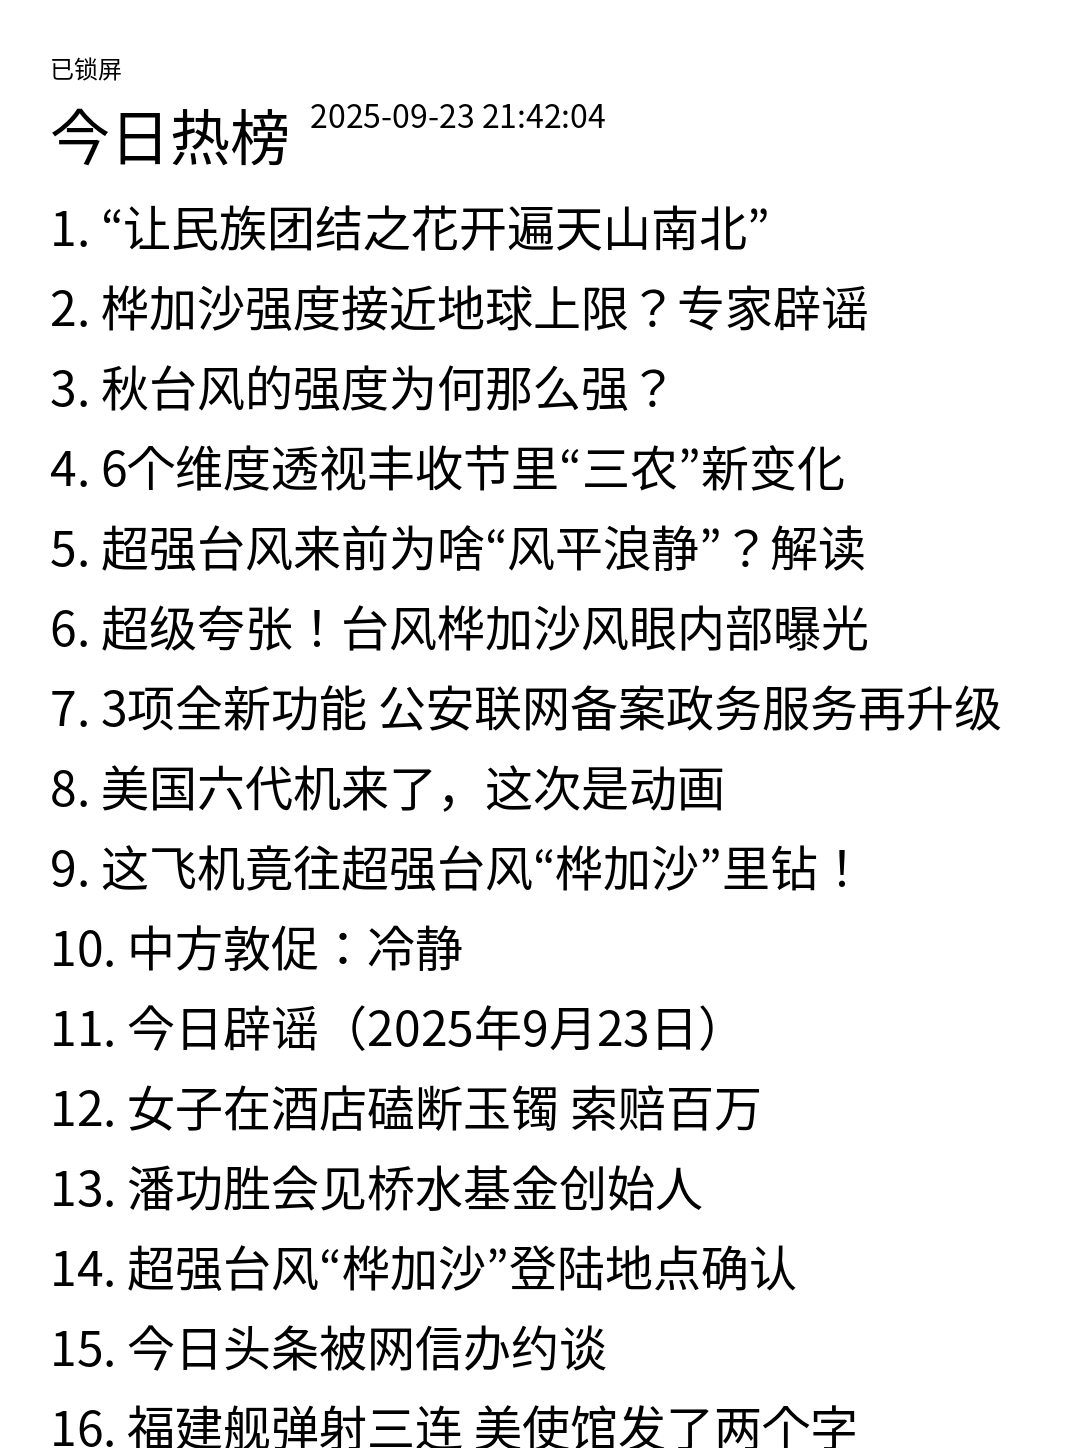 已锁屏
今日热榜 2025-09-23 21:42:04
1. “让民族团结之花开遍天山南北”
2. 桦加沙强度接近地球上限？专家辟谣
3. 秋台风的强度为何那么强？
4. 6个维度透视丰收节里“三农”新变化
5. 超强台风来前为啥“风平浪静”？解读
6. 超级夸张！台风桦加沙风眼内部曝光
7. 3项全新功能 公安联网备案政务服务再升级
8. 美国六代机来了，这次是动画
9. 这飞机竟往超强台风“桦加沙”里钻！
10. 中方敦促：冷静
11. 今日辟谣（2025年9月23日）
12. 女子在酒店磕断玉镯 索赔百万
13. 潘功胜会见桥水基金创始人
14. 超强台风“桦加沙”登陆地点确认
15. 今日头条被网信办约谈
16. 福建舰弹射三连 美使馆发了两个字